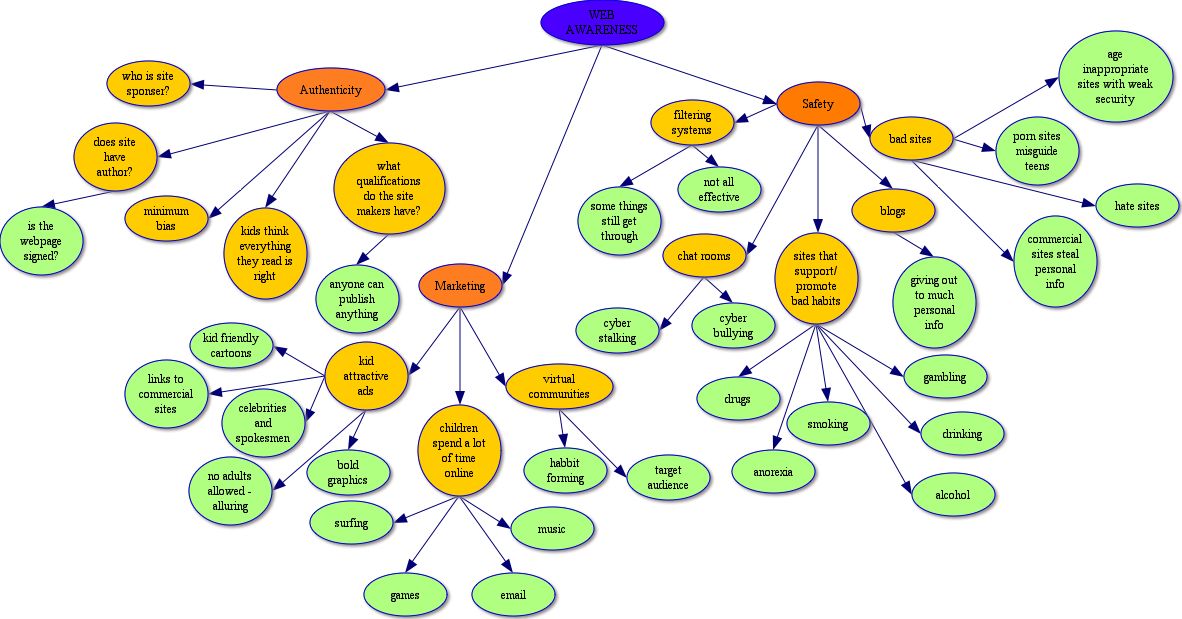 WEB
AWARENESS
Authenticity
who is site
sponser?
does site
have
author?
is the
webpage
signed?
minimum
bias
kids think
everything
they read is
right
what
qualifications
do the site
makers have?
anyone can
publish
anything
Marketing
kid
attractive
ads
kid friendly
cartoons
links to
commercial
sites
celebrities
and
spokesmen
no adults
allowed -
alluring
bold
graphics
children
spend a lot
of time
online
surfing
games
email
music
virtual
communities
habbit
forming
target
audience
Safety
filtering
systems
some things
still get
through
not all
effective
chat rooms
cyber
stalking
cyber
bullying
sites that
support/
promote
bad habits
drugs
anorexia
smoking
alcohol
drinking
gambling
blogs
giving out
to much
personal
info
bad sites
age
inappropriate
sites with weak
security
porn sites
misguide
teens
hate sites
commercial
sites steal
personal
info